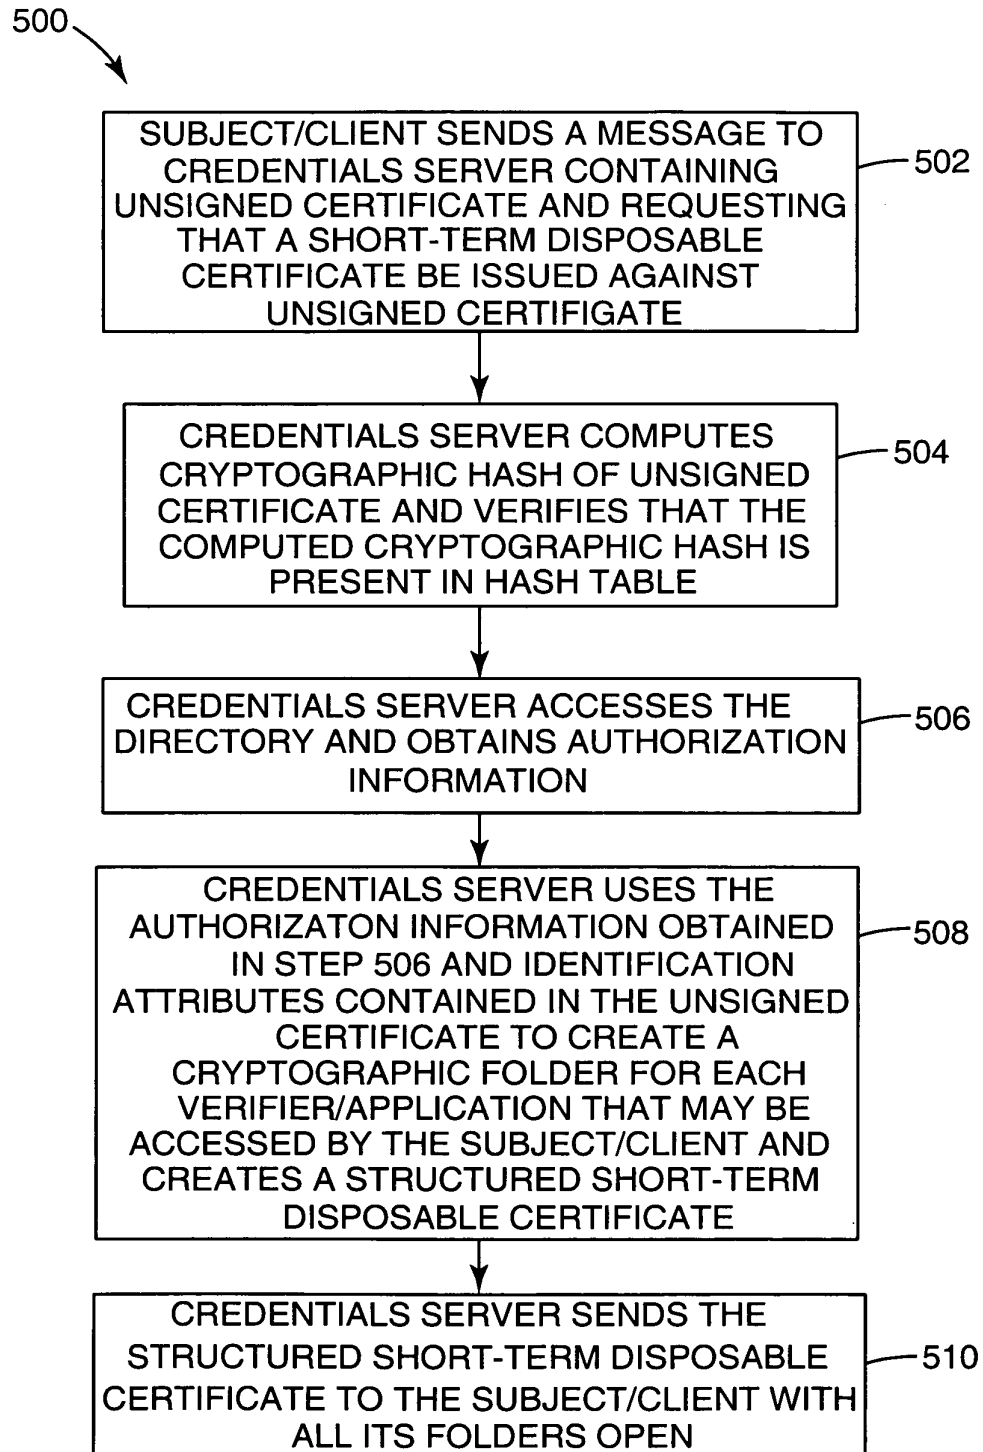 500
SUBJECT/CLIENT SENDS A MESSAGE TO
CREDENTIALS SERVER CONTAINING
UNSIGNED CERTIFICATE AND REQUESTING
THAT A SHORT-TERM DISPOSABLE
CERTIFICATE BE ISSUED AGAINST
UNSIGNED CERTIFIGATE
502
CREDENTIALS SERVER COMPUTES
CRYPTOGRAPHIC HASH OF UNSIGNED
CERTIFICATE AND VERIFIES THAT THE
COMPUTED CRYPTOGRAPHIC HASH IS
PRESENT IN HASH TABLE
504
CREDENTIALS SERVER ACCESSES THE
DIRECTORY AND OBTAINS AUTHORIZATION
INFORMATION
506
CREDENTIALS SERVER USES THE
AUTHORIZATON INFORMATION OBTAINED
IN STEP 506 AND IDENTIFICATION
ATTRIBUTES CONTAINED IN THE UNSIGNED
CERTIFICATE TO CREATE A
CRYPTOGRAPHIC FOLDER FOR EACH
VERIFIER/APPLICATION THAT MAY BE
ACCESSED BY THE SUBJECT/CLIENT AND
CREATES A STRUCTURED SHORT-TERM
DISPOSABLE CERTIFICATE
508
CREDENTIALS SERVER SENDS THE
STRUCTURED SHORT-TERM DISPOSABLE
CERTIFICATE TO THE SUBJECT/CLIENT WITH
ALL ITS FOLDERS OPEN
510